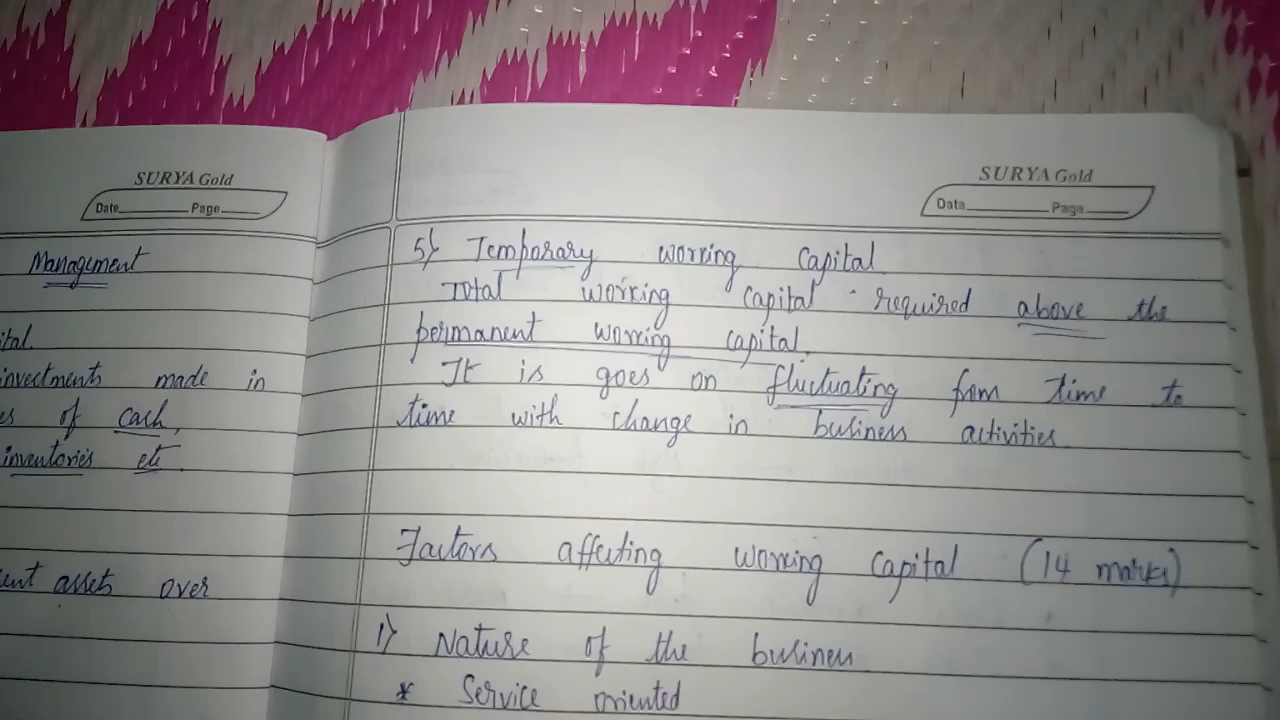 SURYA Gold
Date Page
Management
ital
investments made in
es of cash,
inventories etc
ent assets over
SURYA Gold
Date Page
5) Temporary working capital
Total working capital required above the
permanent working capital.
It is goes on fluctuating from time to
time with change in business activities
Factors affecting working capital (14 marks)
1) Nature of the business
* Service oriented